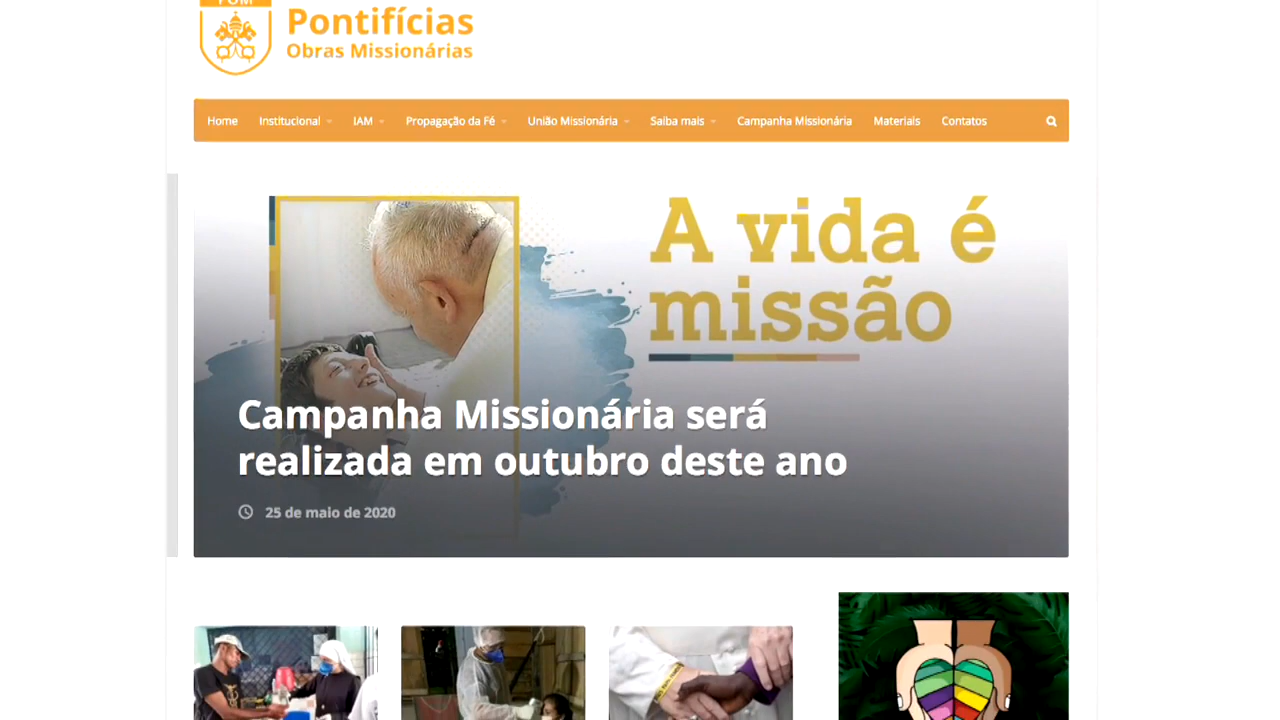 POM
Pontifícias
Obras Missionárias
Home Institucional IAM Propagação da Fé União Missionária Saiba mais Campanha Missionária Materiais Contatos
A vida é
missão
Campanha Missionária será
realizada em outubro deste ano
25 de maio de 2020